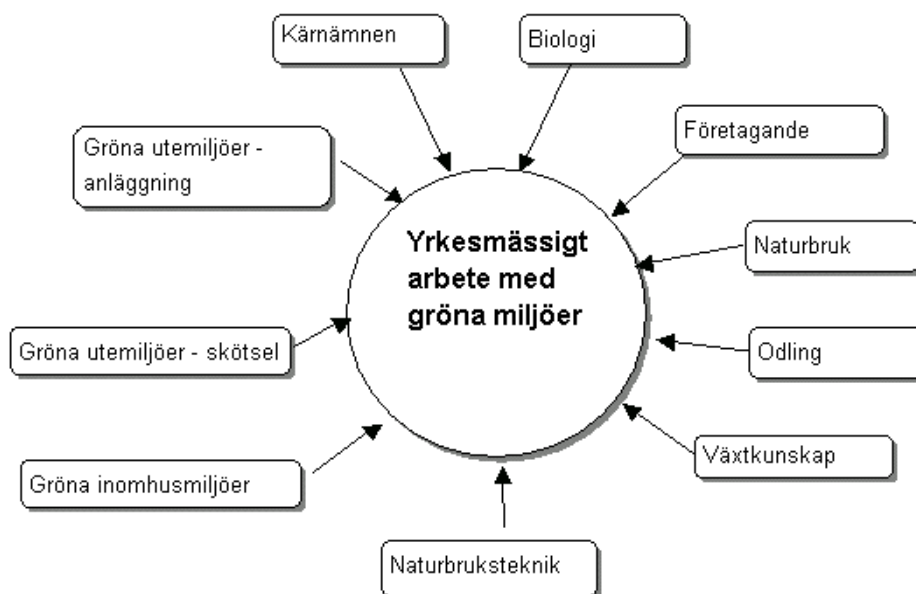 Kärnämnen
Biologi
Företagande
Gröna utemiljöer -
anläggning
Yrkesmässigt
arbete med
gröna miljöer
Naturbruk
Gröna utemiljöer - skötsel
Odling
Växtkunskap
Gröna inomhusmiljöer
Naturbruksteknik